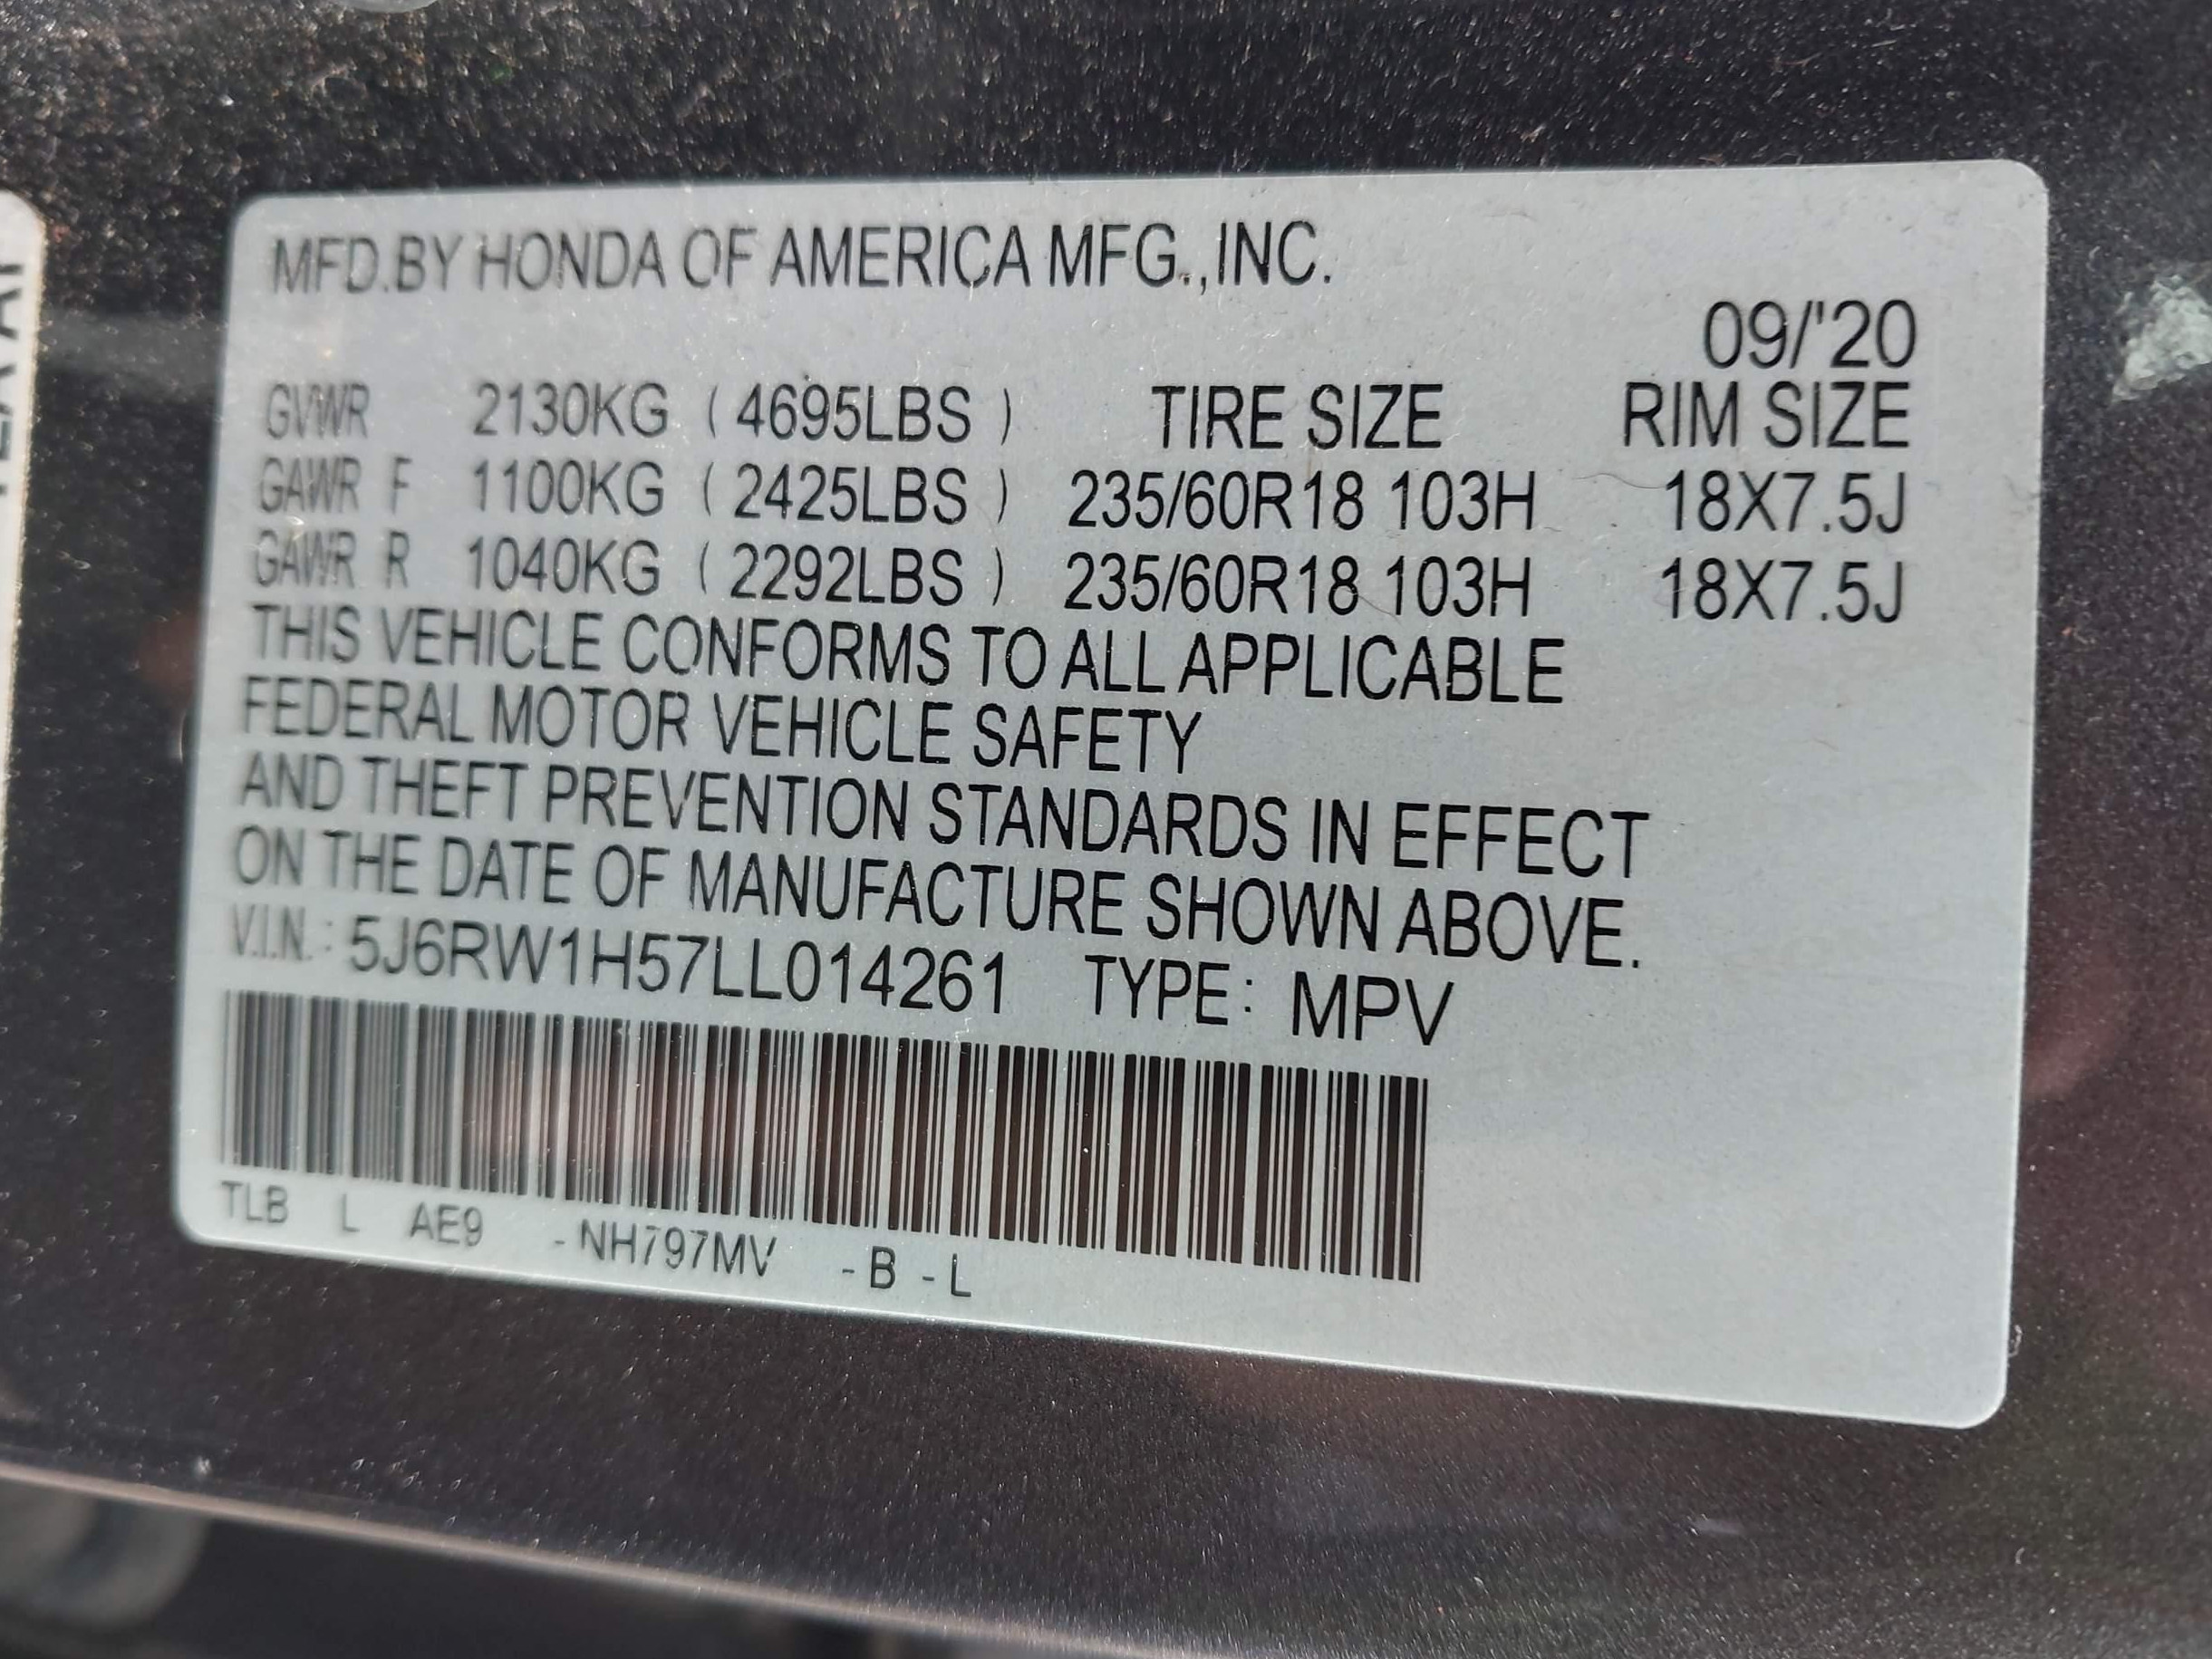 MFD.BY HONDA OF AMERICA MFG.,INC.
09/'20
GVWR 2130KG ( 4695LBS ) TIRE SIZE RIM SIZE
GAWR F 1100KG ( 2425LBS ) 235/60R18 103H 18X7.5J
GAWR R 1040KG ( 2292LBS ) 235/60R18 103H 18X7.5J
THIS VEHICLE CONFORMS TO ALL APPLICABLE
FEDERAL MOTOR VEHICLE SAFETY
AND THEFT PREVENTION STANDARDS IN EFFECT
ON THE DATE OF MANUFACTURE SHOWN ABOVE.
V.I.N.: 5J6RW1H57LL014261 TYPE: MPV
TLB L AE9 -NH797MV -B -L